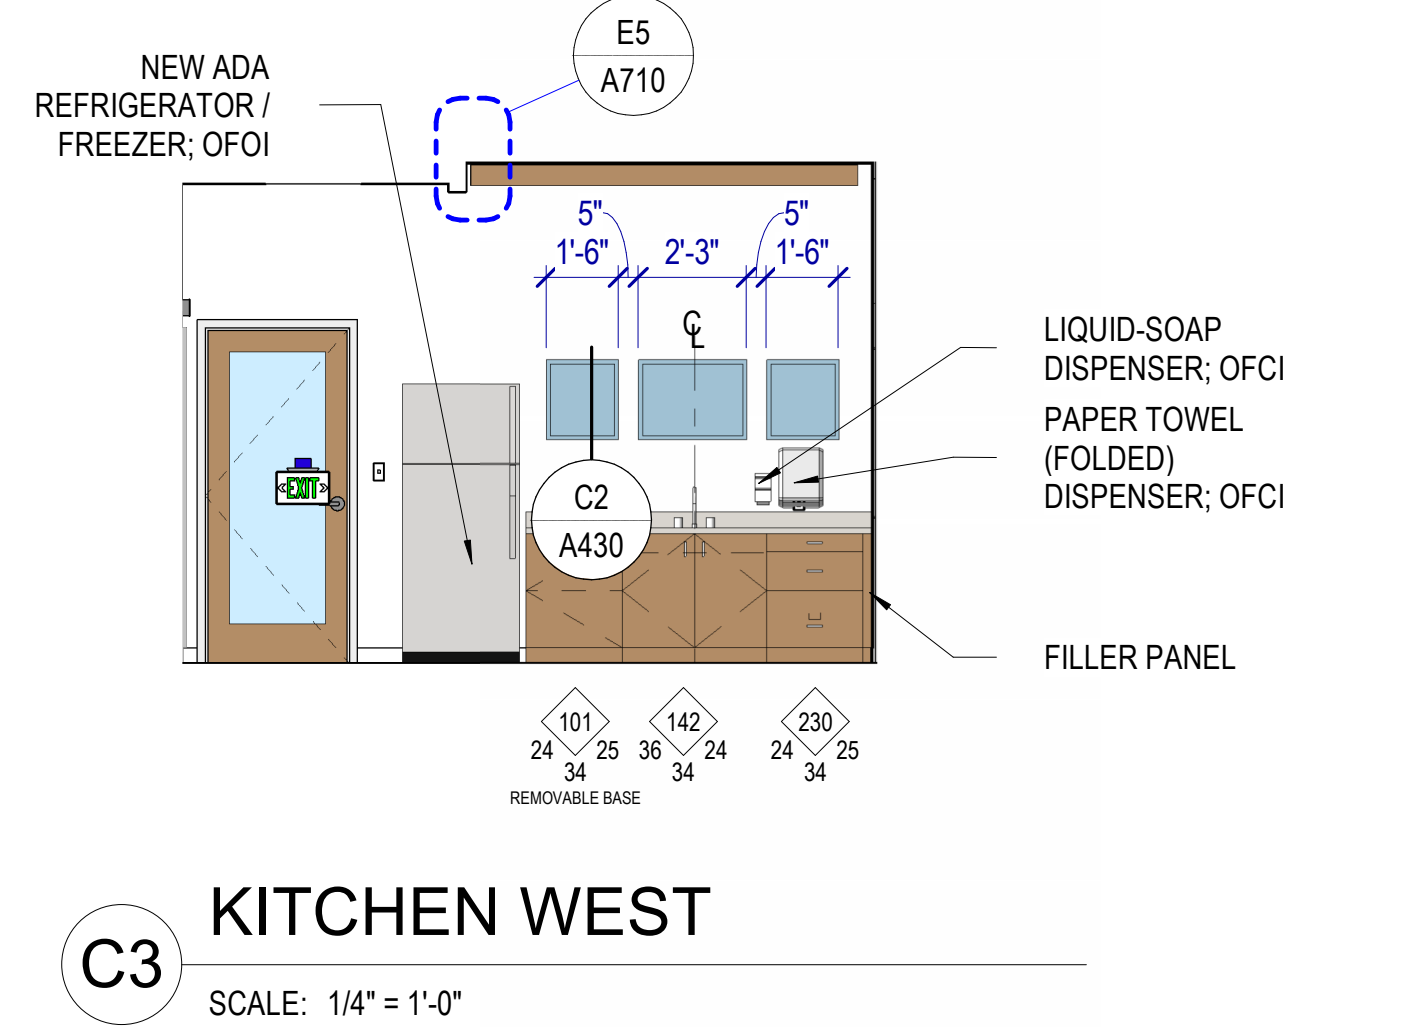 E5
A710
NEW ADA
REFRIGERATOR /
FREEZER; OFOI
5" 5"
1'-6" 2'-3" 1'-6"
CL
LIQUID-SOAP
DISPENSER; OFCI
PAPER TOWEL
(FOLDED)
DISPENSER; OFCI
EXIT
C2
A430
FILLER PANEL
101 142 230
24 25 36 24 24 25
34 34 34
REMOVABLE BASE
KITCHEN WEST
C3
SCALE: 1/4" = 1'-0"